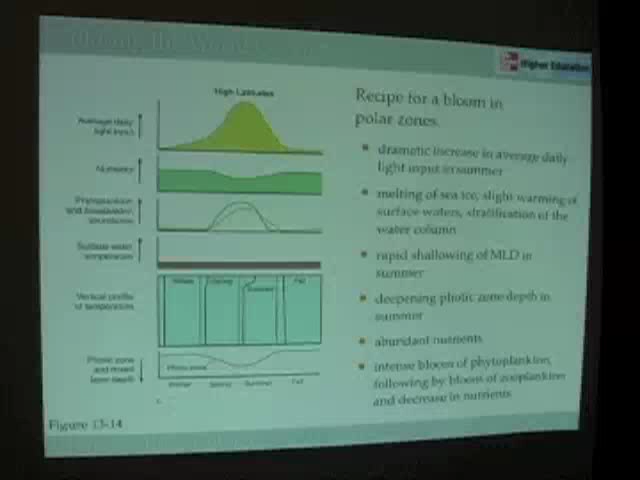 Higher Education
High Latitudes
Average daily
light input
Nutrients
Phytoplankton
and zooplankton
abundance
Surface water
temperature
Vertical profile
of temperature
Winter
Spring
Summer
Fall
Photic zone
and mixed
layer depth
Photic zone
Winter
Spring
Summer
Fall
Figure 13-14
Recipe for a bloom in
polar zones.
dramatic increase in average daily
light input in summer
melting of sea ice, slight warming of
surface waters, stratification of the
water column
rapid shallowing of MLD in
summer
deepening photic zone depth in
summer
abundant nutrients
intense bloom of phytoplankton,
following by bloom of zooplankton
and decrease in nutrients